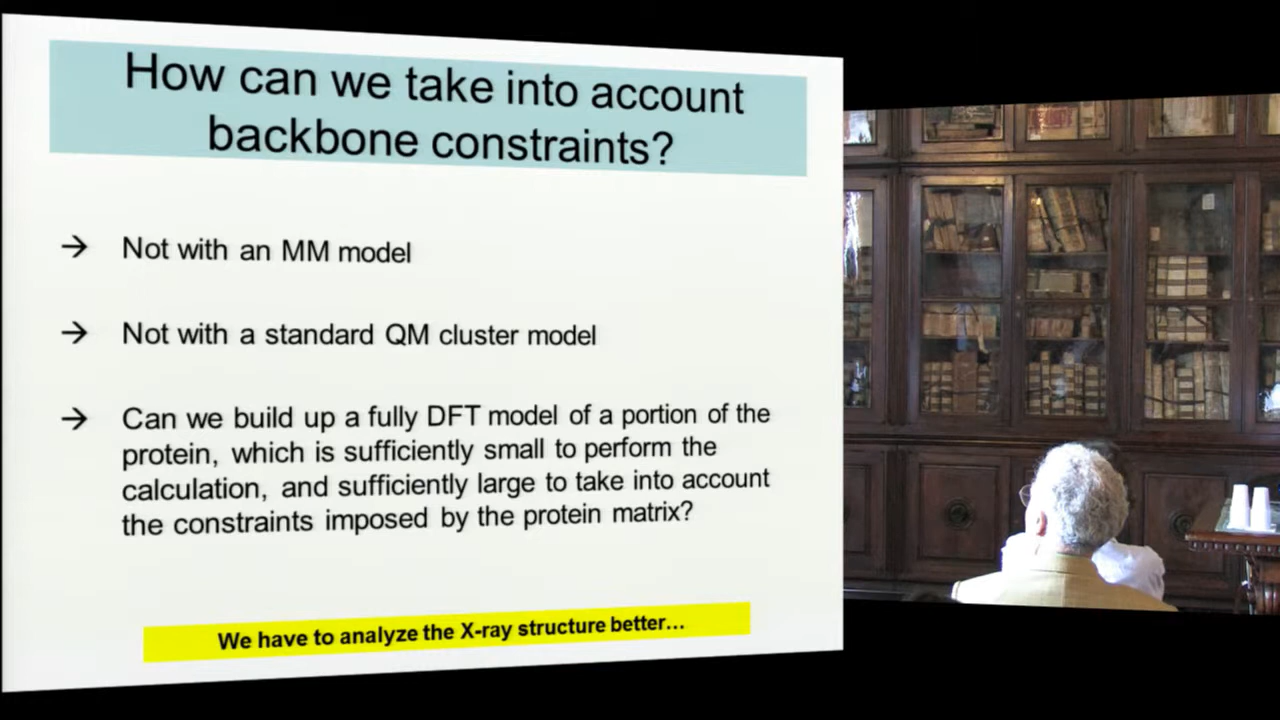 How can we take into account
backbone constraints?
→ Not with an MM model
→ Not with a standard QM cluster model
→ Can we build up a fully DFT model of a portion of the
protein, which is sufficiently small to perform the
calculation, and sufficiently large to take into account
the constraints imposed by the protein matrix?
We have to analyze the X-ray structure better…